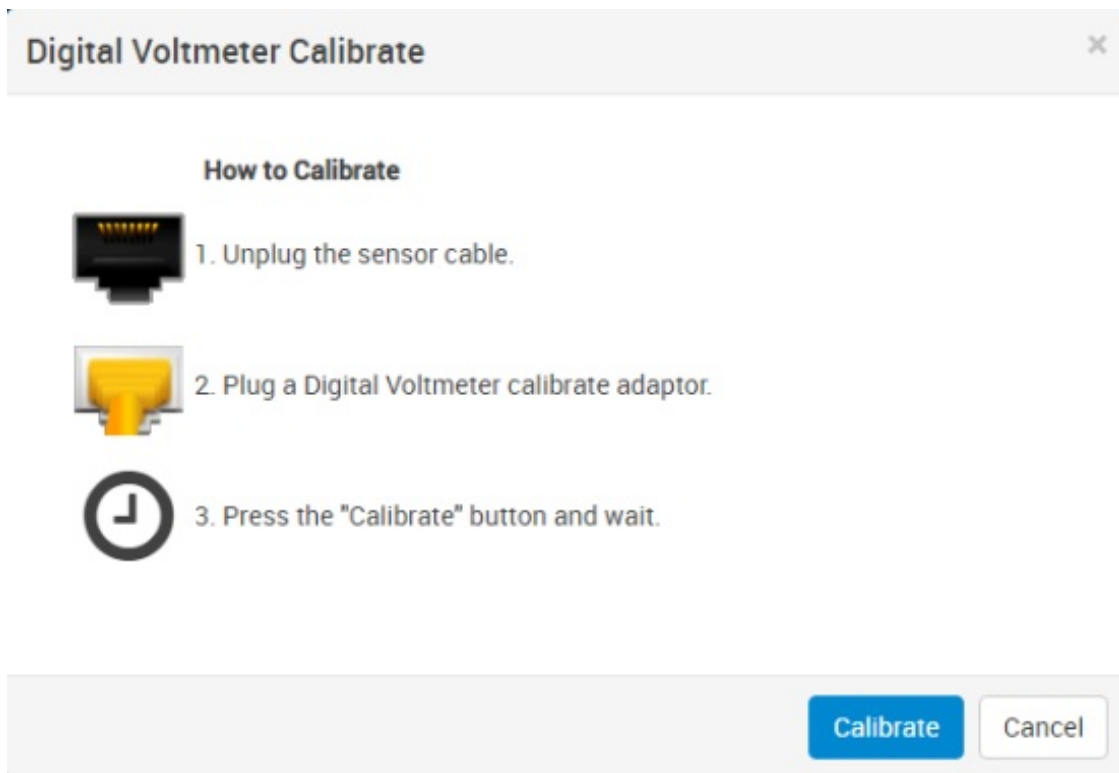 Digital Voltmeter Calibrate
How to Calibrate
1. Unplug the sensor cable.
2. Plug a Digital Voltmeter calibrate adaptor.
3. Press the "Calibrate" button and wait.
Calibrate Cancel